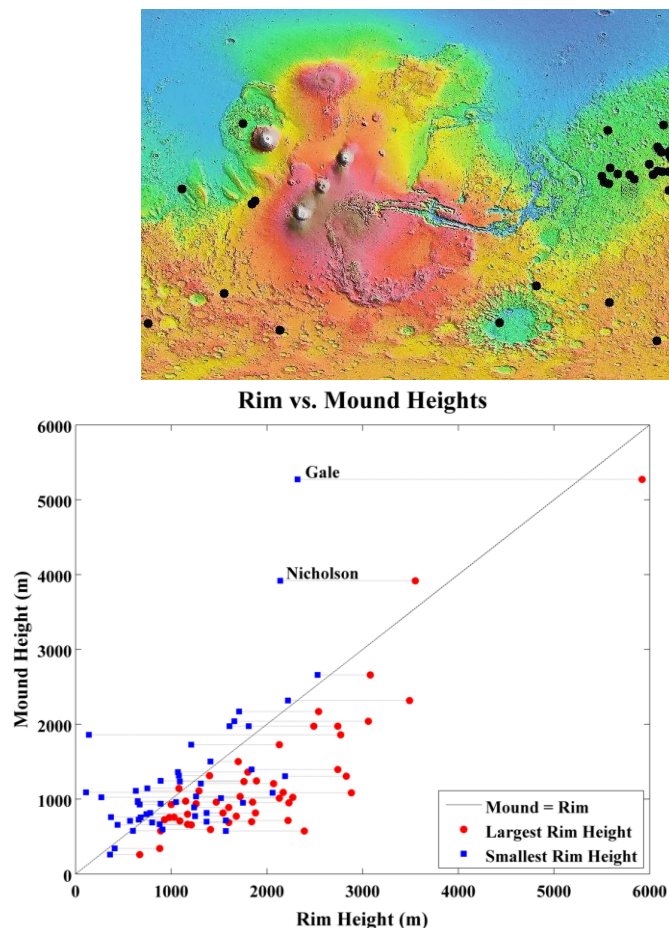 Rim vs. Mound Heights
6000
5000
4000
3000
2000
1000
0
Mound Height (m)
Gale
Nicholson
Mound = Rim
Largest Rim Height
Smallest Rim Height
0 1000 2000 3000 4000 5000 6000
Rim Height (m)